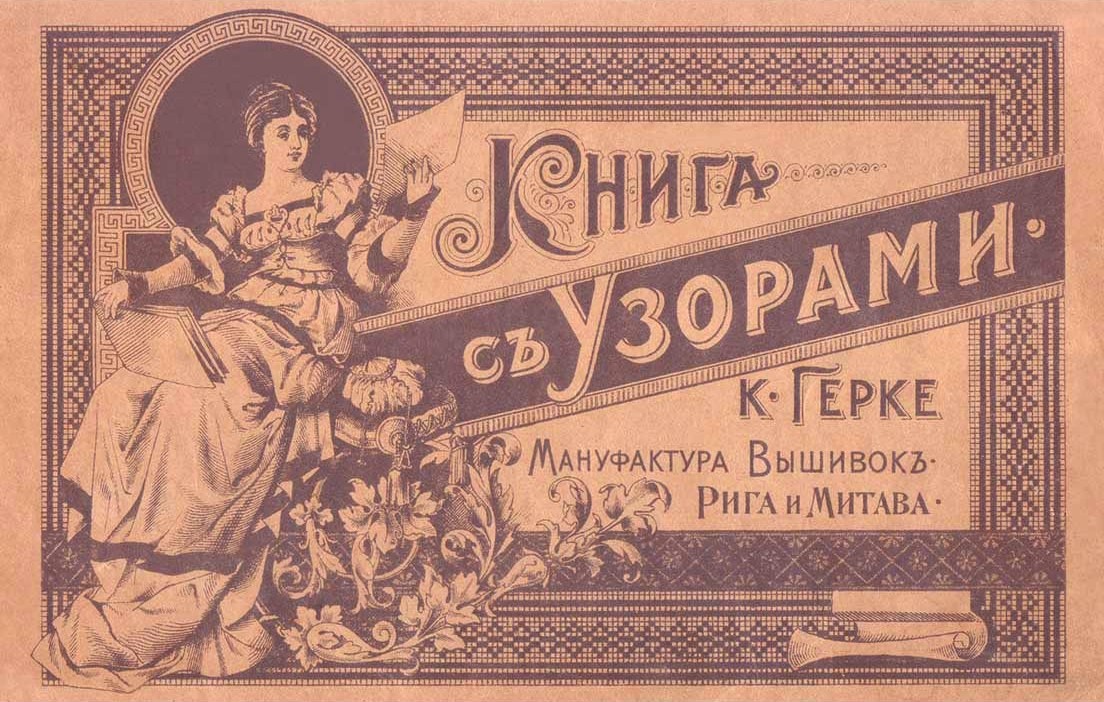 Книга
съ Узорами.
К. Герке
Мануфактура Вышивокъ.
Рига и Митава.